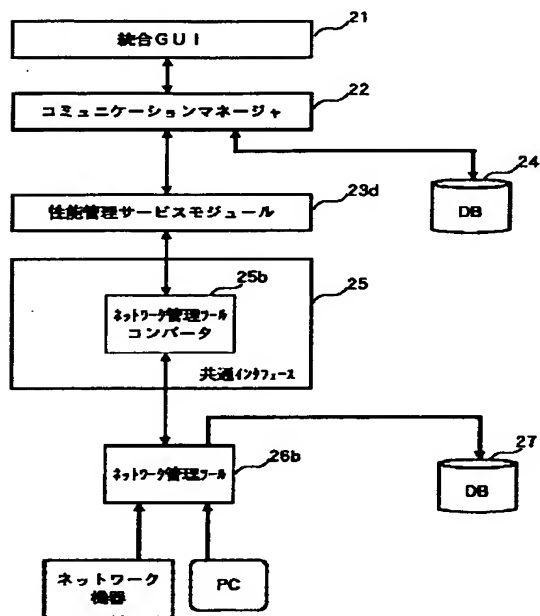 統合GUI
21
コミュニケーションマネージャ
22
24
DB
性能管理サービスモジュール
23d
25b
25
ネットワーク管理ツール
コンバータ
共通インタフェース
ネットワーク管理ツール
26b
27
DB
ネットワーク
機器
PC